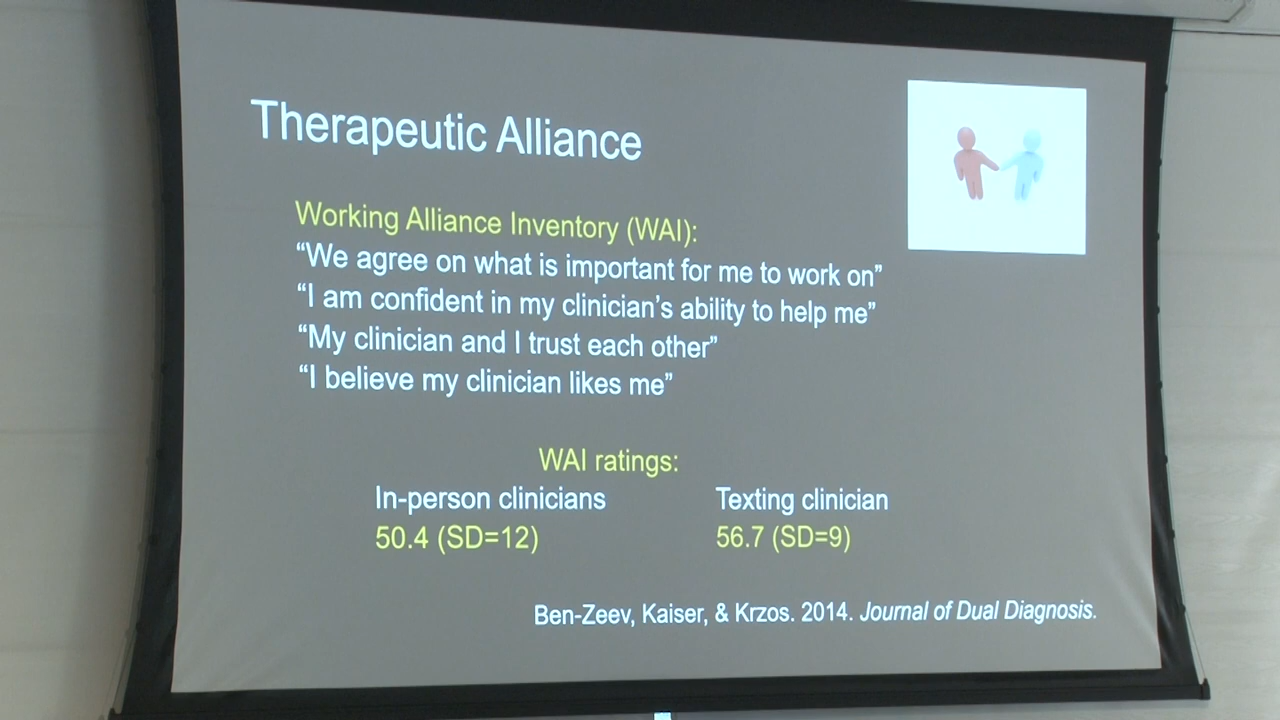 Therapeutic Alliance
Working Alliance Inventory (WAI):
“We agree on what is important for me to work on”
“I am confident in my clinician’s ability to help me”
“My clinician and I trust each other”
“I believe my clinician likes me”
WAI ratings:
In-person clinicians
50.4 (SD=12)
Texting clinician
56.7 (SD=9)
Ben-Zeev, Kaiser, & Krzos. 2014. Journal of Dual Diagnosis.